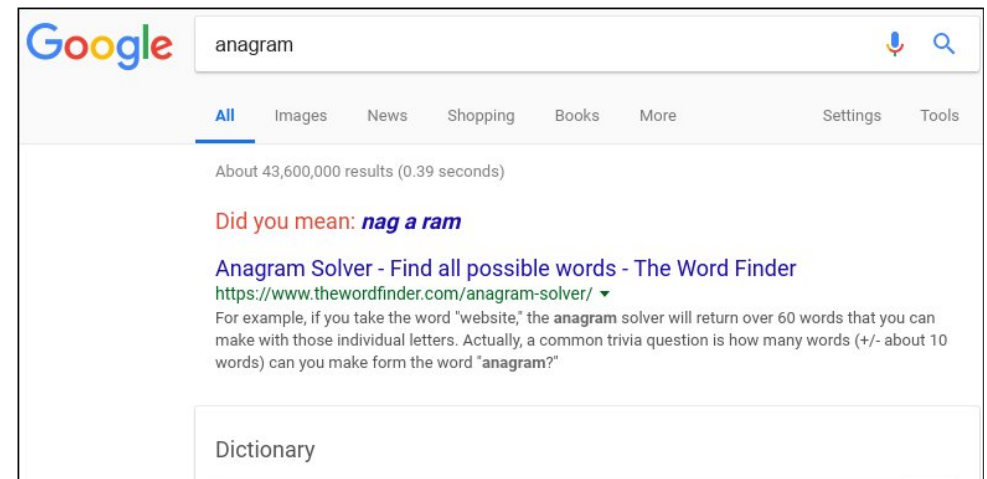 Google anagram
All Images News Shopping Books More Settings Tools
About 43,600,000 results (0.39 seconds)
Did you mean: nag a ram
Anagram Solver - Find all possible words - The Word Finder
https://www.thewordfinder.com/anagram-solver/
For example, if you take the word "website," the anagram solver will return over 60 words that you can
make with those individual letters. Actually, a common trivia question is how many words (+/- about 10
words) can you make form the word "anagram?"
Dictionary